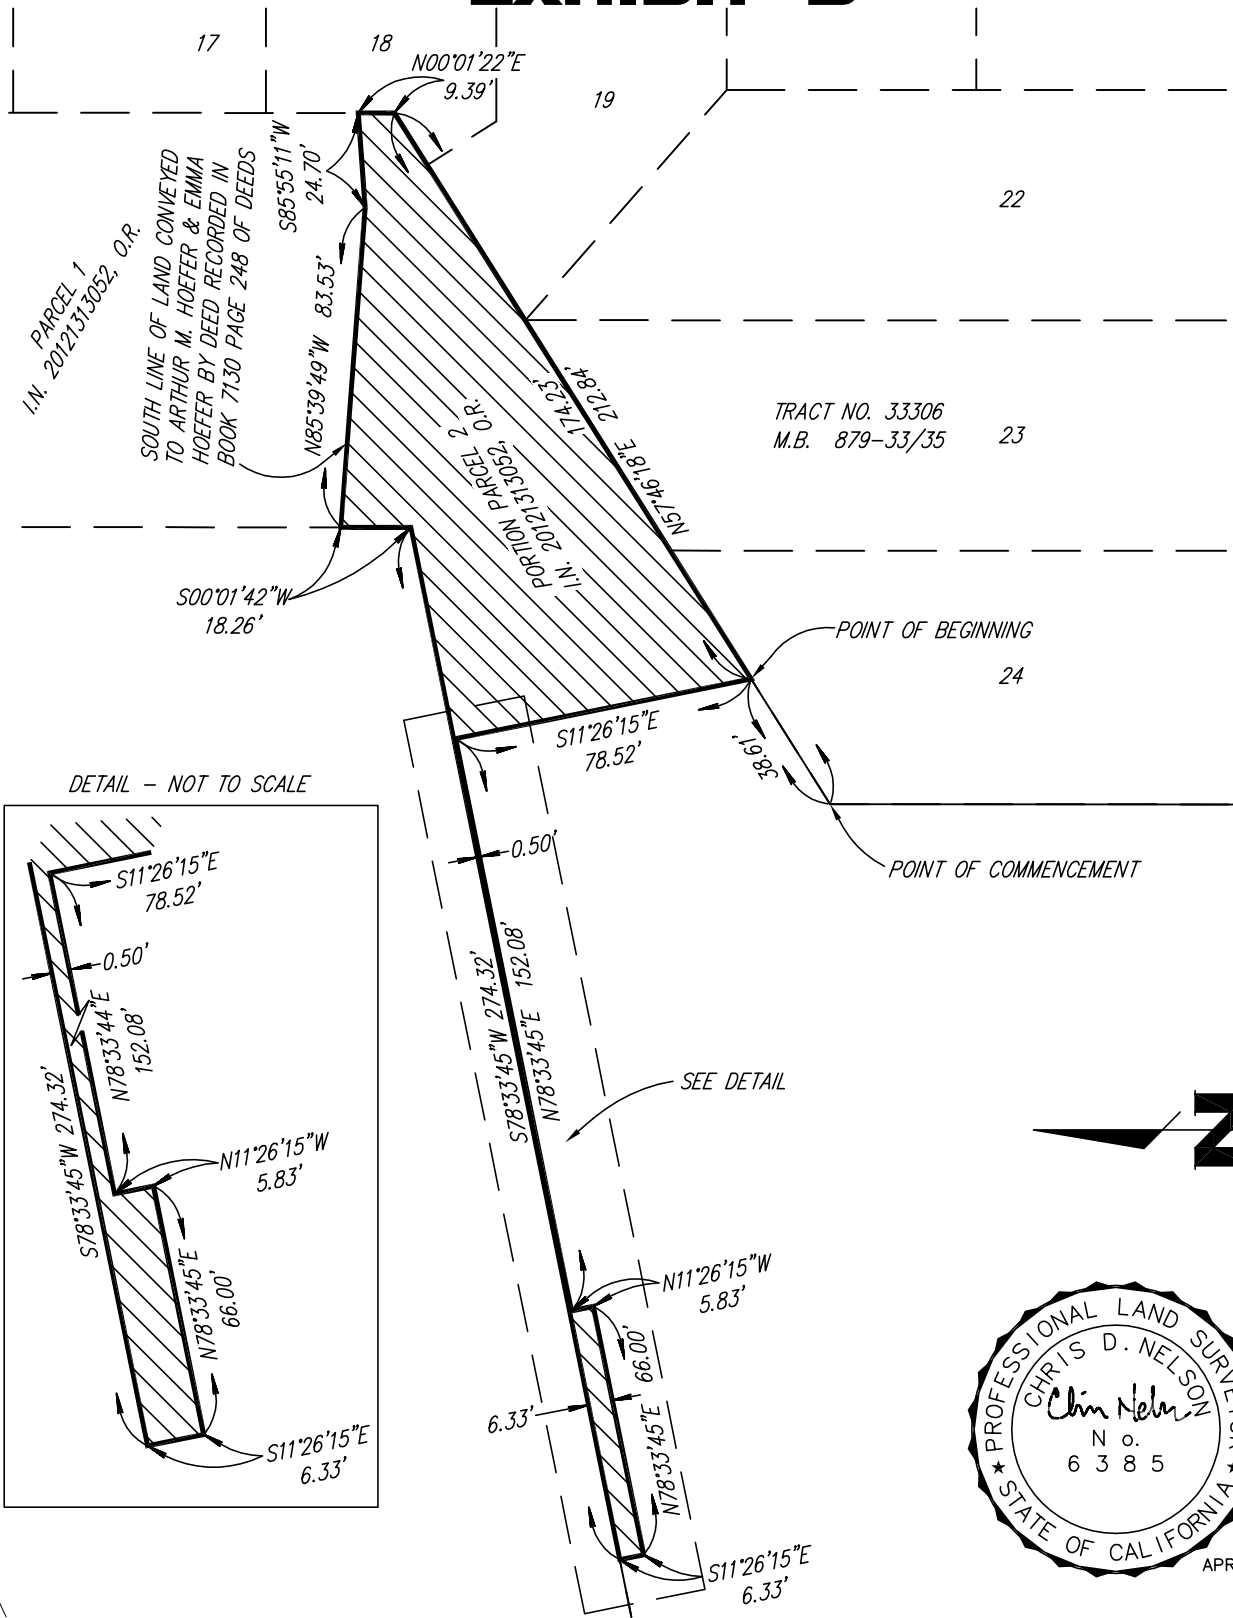 17
18
N00°01'22"E
9.39'
19
S85°55'11"W
24.70'
22
PARCEL 1
I.N. 20121313052, O.R.
SOUTH LINE OF LAND CONVEYED
TO ARTHUR M. HOEFER & EMMA
HOEFER BY DEED RECORDED IN
BOOK 7130 PAGE 248 OF DEEDS
N85°39'49"W 83.53'
174.23'
N57°46'18"E 212.84'
PORTION PARCEL 2
I.N. 20121313052, O.R.
TRACT NO. 33306
M.B. 879-33/35
23
S00°01'42"W
18.26'
POINT OF BEGINNING
24
S11°26'15"E
78.52'
38.61'
POINT OF COMMENCEMENT
0.50'
S78°33'45"W 274.32'
N78°33'45"E 152.08'
SEE DETAIL
DETAIL - NOT TO SCALE
S11°26'15"E
78.52'
0.50'
N78°33'44"E
152.08'
S78°33'45"W 274.32'
N11°26'15"W
5.83'
N78°33'45"E
66.00'
S11°26'15"E
6.33'
N
N11°26'15"W
5.83'
66.00'
6.33'
N78°33'45"E
S11°26'15"E
6.33'
PROFESSIONAL LAND
CHRIS D. NELSON
No.
6385
STATE OF CALIFORNIA
APR